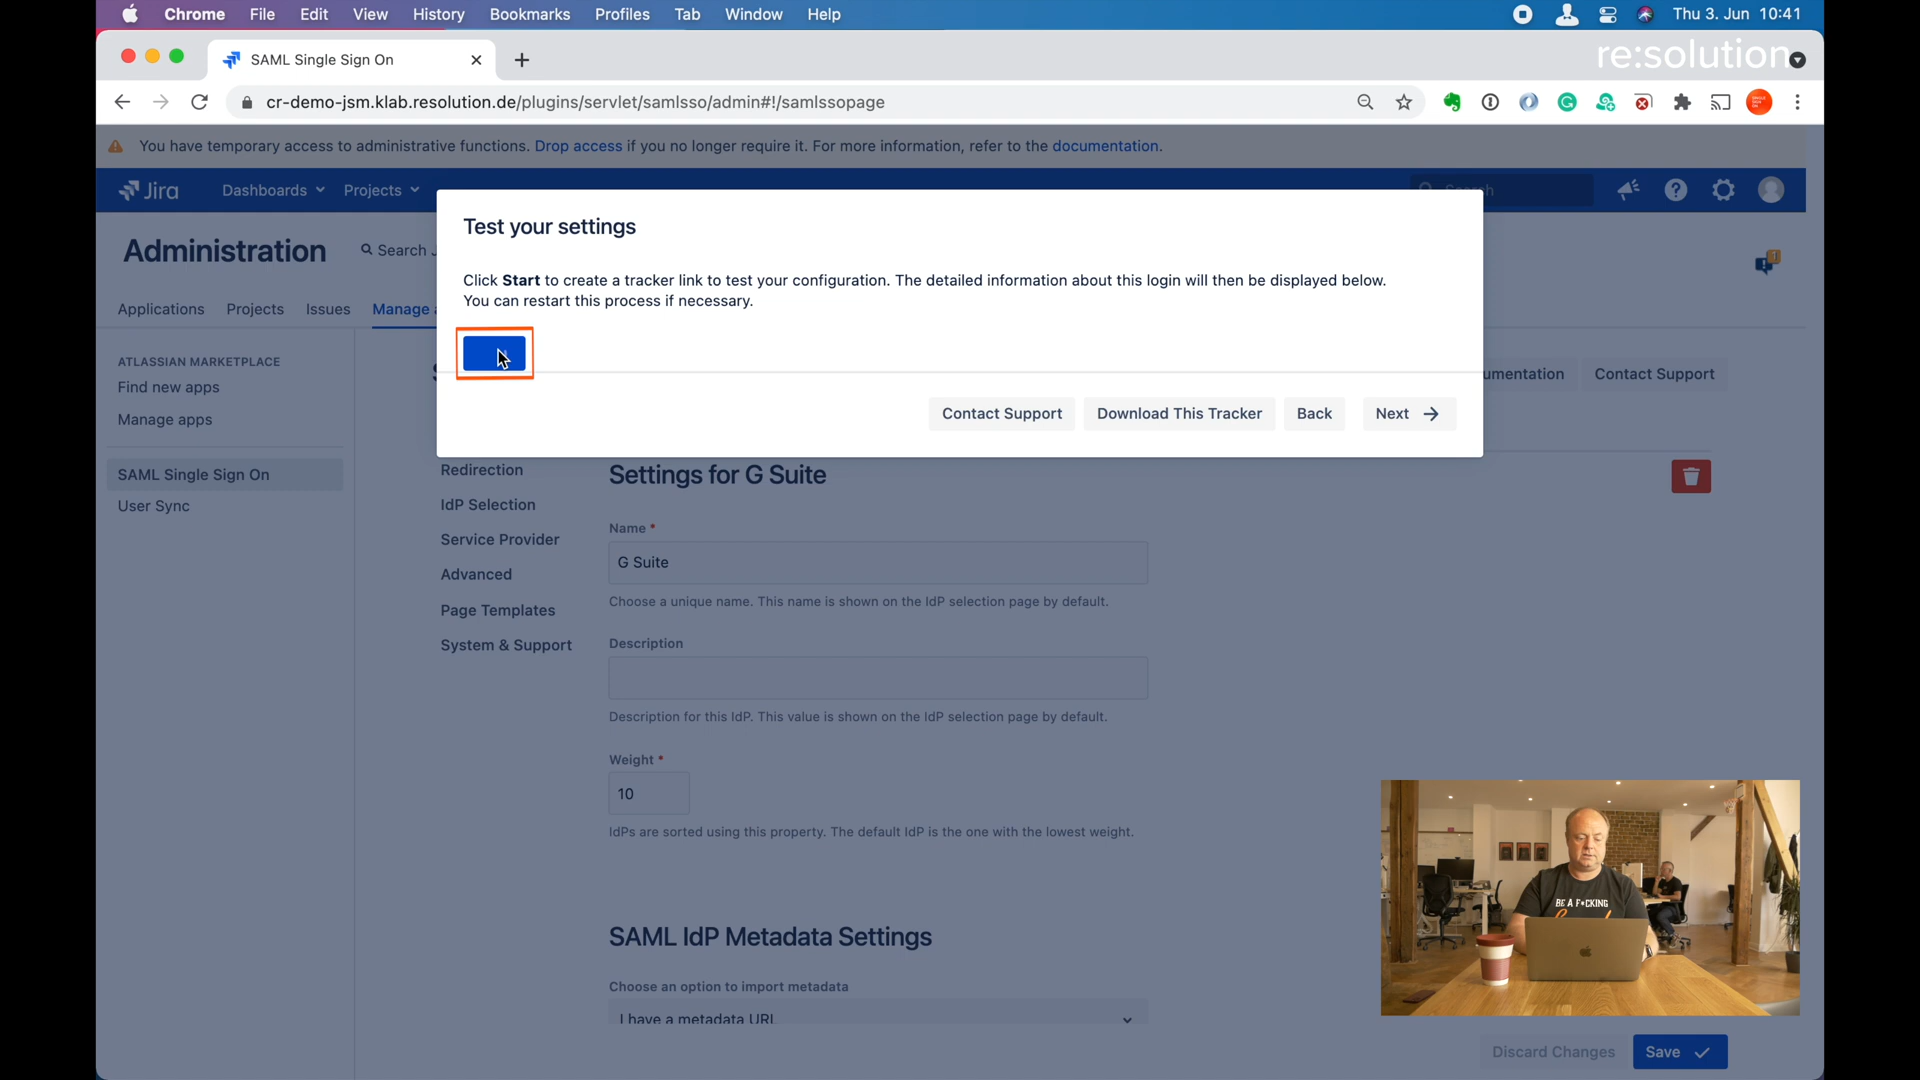 Chrome File Edit View History Bookmarks Profiles Tab Window Help Thu 3. Jun 10:41
SAML Single Sign On
re:solution
cr-demo-jsm.klab.resolution.de/plugins/servlet/samlsso/admin#!/samlssopage
You have temporary access to administrative functions. Drop access if you no longer require it. For more information, refer to the documentation.
Jira Dashboards Projects
Test your settings
Administration
Search
Click Start to create a tracker link to test your configuration. The detailed information about this login will then be displayed below.
You can restart this process if necessary.
Applications Projects Issues Manage
ATLASSIAN MARKETPLACE
Find new apps
Manage apps
SAML Single Sign On
User Sync
Contact Support
Contact Support Download This Tracker Back Next
Redirection
IdP Selection
Service Provider
Advanced
Page Templates
System & Support
Settings for G Suite
Name *
G Suite
Choose a unique name. This name is shown on the IdP selection page by default.
Description
Description for this IdP. This value is shown on the IdP selection page by default.
Weight *
10
IdPs are sorted using this property. The default IdP is the one with the lowest weight.
SAML IdP Metadata Settings
Choose an option to import metadata
I have a metadata URL
BE A F*CKING
Discard Changes Save